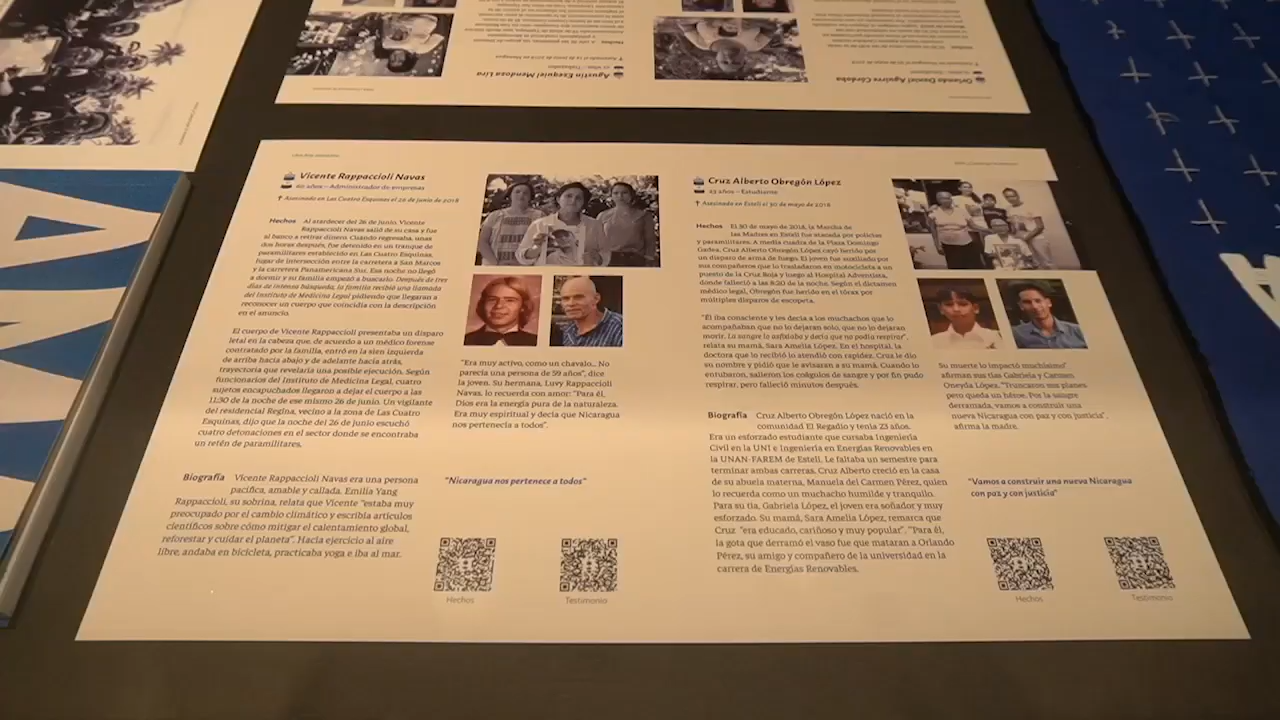 Agustín Ezequiel Mendoza Lira
Orlando Daniel Aguirre Córdoba
Vicente Rappaccioli Navas
60 años – Administrador de empresas
Asesinado en Las Cuatro Esquinas el 26 de junio de 2018
Hechos Al atardecer del 26 de junio, Vicente
Rappaccioli Navas salió de su casa y fue
al banco a retirar dinero. Cuando regresaba, unas
dos horas después, fue detenido en un tranque de
paramilitares establecido en Las Cuatro Esquinas,
lugar de intersección entre la carretera a San Marcos
y la carretera Panamericana Sur. Esa noche no llegó
a dormir y su familia empezó a buscarlo. Después de tres
días de intensa búsqueda, la familia recibió una llamada
del Instituto de Medicina Legal pidiendo que llegaran a
reconocer un cuerpo que coincidía con la descripción
en el anuncio.
El cuerpo de Vicente Rappaccioli presentaba un disparo
letal en la cabeza que, de acuerdo a un médico forense
contratado por la familia, entró en la sien izquierda
de arriba hacia abajo y de adelante hacia atrás,
trayectoria que revelaría una posible ejecución. Según
funcionarios del Instituto de Medicina Legal, cuatro
sujetos encapuchados llegaron a dejar el cuerpo a las
11:30 de la noche de ese mismo 26 de junio. Un vigilante
del residencial Regina, vecino a la zona de Las Cuatro
Esquinas, dijo que la noche del 26 de junio escuchó
cuatro detonaciones en el sector donde se encontraba
un retén de paramilitares.
Biografía Vicente Rappaccioli Navas era una persona
pacífica, amable y callada. Emilia Yang
Rappaccioli, su sobrina, relata que Vicente "estaba muy
preocupado por el cambio climático y escribía artículos
científicos sobre cómo mitigar el calentamiento global,
reforestar y cuidar el planeta". Hacía ejercicio al aire
libre, andaba en bicicleta, practicaba yoga e iba al mar.
"Era muy activo, como un chavalo... No
parecía una persona de 59 años", dice
la joven. Su hermana, Luvy Rappaccioli
Navas, lo recuerda con amor: "Para él,
Dios era la energía pura de la naturaleza.
Era muy espiritual y decía que Nicaragua
nos pertenecía a todos".
"Nicaragua nos pertenece a todos"
Hechos
Testimonio
Cruz Alberto Obregón López
23 años – Estudiante
Asesinado en Estelí el 30 de mayo de 2018
Hechos El 30 de mayo de 2018, la Marcha de
las Madres en Estelí fue atacada por policías
y paramilitares. A media cuadra de la Plaza Domingo
Gadea, Cruz Alberto Obregón López cayó herido por
un disparo de arma de fuego. El joven fue auxiliado por
sus compañeros que lo trasladaron en motocicleta a un
puesto de la Cruz Roja y luego al Hospital Adventista,
donde falleció a las 8:20 de la noche. Según el dictamen
médico legal, Obregón fue herido en el tórax por
múltiples disparos de escopeta.
"Él iba consciente y les decía a los muchachos que lo
acompañaban que no lo dejaran solo, que no lo dejaran
morir. La sangre lo asfixiaba y decía que no podía respirar",
relata su mamá, Sara Amelia López. En el hospital, la
doctora que lo recibió lo atendió con rapidez. Cruz le dio
su nombre y pidió que le avisaran a su mamá. Cuando lo
entubaron, salieron los coágulos de sangre y por fin pudo
respirar, pero falleció minutos después.
Biografía Cruz Alberto Obregón López nació en la
comunidad El Regadío y tenía 23 años.
Era un esforzado estudiante que cursaba Ingeniería
Civil en la UNI e Ingeniería en Energías Renovables en
la UNAN-FAREM de Estelí. Le faltaba un semestre para
terminar ambas carreras. Cruz Alberto creció en la casa
de su abuela materna, Manuela del Carmen Pérez, quien
lo recuerda como un muchacho humilde y tranquilo.
Para su tía, Gabriela López, el joven era soñador y muy
esforzado. Su mamá, Sara Amelia López, remarca que
Cruz "era educado, cariñoso y muy popular". "Para él,
la gota que derramó el vaso fue que mataran a Orlando
Pérez, su amigo y compañero de la universidad en la
carrera de Energías Renovables.
Su muerte lo impactó muchísimo"
afirman sus tías Gabriela y Carmen
Oneyda López. "Truncaron sus planes
pero queda un héroe. Por la sangre
derramada, vamos a construir una
nueva Nicaragua con paz y con justicia",
afirma la madre.
"Vamos a construir una nueva Nicaragua
con paz y con justicia"
Hechos
Testimonio